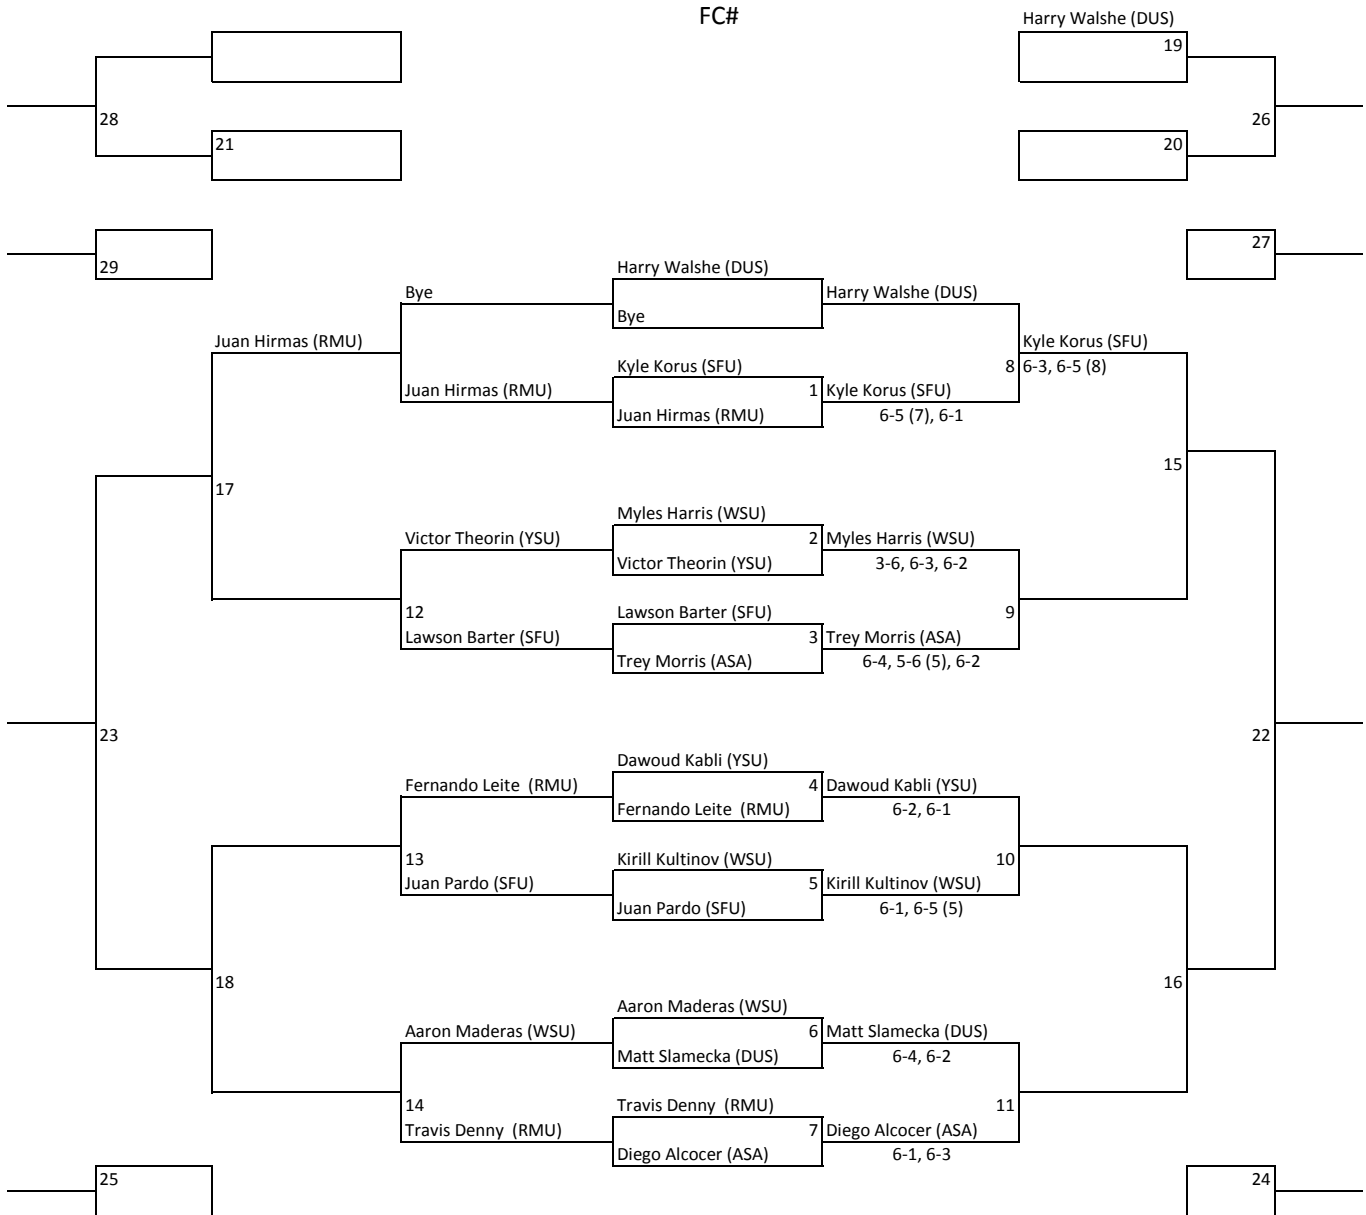 FC#
Harry Walshe (DUS)
19
28
26
21
20
29
27
Harry Walshe (DUS)
Bye
Harry Walshe (DUS)
Bye
Juan Hirmas (RMU)
Kyle Korus (SFU)
Kyle Korus (SFU)
8
6-3, 6-5 (8)
Juan Hirmas (RMU)
1
Kyle Korus (SFU)
Juan Hirmas (RMU)
6-5 (7), 6-1
15
17
Myles Harris (WSU)
Victor Theorin (YSU)
2
Myles Harris (WSU)
Victor Theorin (YSU)
3-6, 6-3, 6-2
12
Lawson Barter (SFU)
9
Lawson Barter (SFU)
3
Trey Morris (ASA)
Trey Morris (ASA)
6-4, 5-6 (5), 6-2
23
22
Dawoud Kabli (YSU)
Fernando Leite  (RMU)
4
Dawoud Kabli (YSU)
Fernando Leite  (RMU)
6-2, 6-1
13
Kirill Kultinov (WSU)
10
Juan Pardo (SFU)
5
Kirill Kultinov (WSU)
Juan Pardo (SFU)
6-1, 6-5 (5)
18
16
Aaron Maderas (WSU)
Aaron Maderas (WSU)
6
Matt Slamecka (DUS)
Matt Slamecka (DUS)
6-4, 6-2
14
Travis Denny  (RMU)
11
Travis Denny  (RMU)
7
Diego Alcocer (ASA)
Diego Alcocer (ASA)
6-1, 6-3
25
24